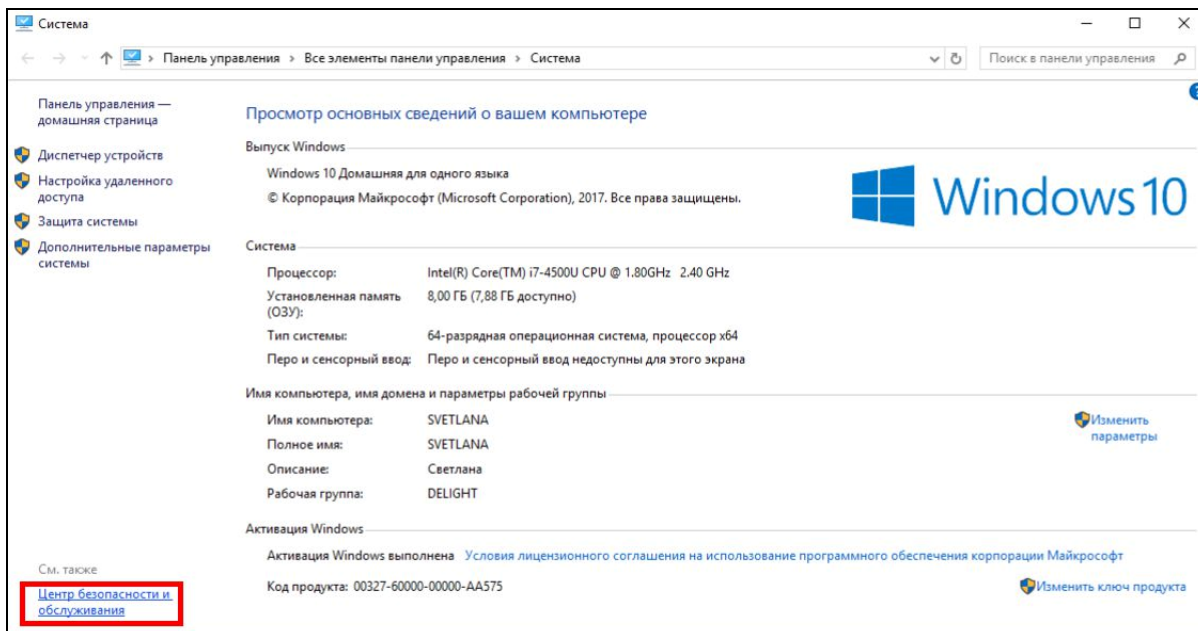 Система
Панель управления › Все элементы панели управления › Система
Поиск в панели управления
Панель управления —
домашняя страница
Диспетчер устройств
Настройка удаленного
доступа
Защита системы
Дополнительные параметры
системы
Просмотр основных сведений о вашем компьютере
Выпуск Windows
Windows 10 Домашняя для одного языка
© Корпорация Майкрософт (Microsoft Corporation), 2017. Все права защищены.
Windows 10
Система
Процессор: Intel(R) Core(TM) i7-4500U CPU @ 1.80GHz 2.40 GHz
Установленная память 8,00 ГБ (7,88 ГБ доступно)
(ОЗУ):
Тип системы: 64-разрядная операционная система, процессор x64
Перо и сенсорный ввод: Перо и сенсорный ввод недоступны для этого экрана
Имя компьютера, имя домена и параметры рабочей группы
Имя компьютера: SVETLANA
Изменить
параметры
Полное имя: SVETLANA
Описание: Светлана
Рабочая группа: DELIGHT
Активация Windows
Активация Windows выполнена Условия лицензионного соглашения на использование программного обеспечения корпорации Майкрософт
Код продукта: 00327-60000-00000-AA575
Изменить ключ продукта
См. также
Центр безопасности и
обслуживания